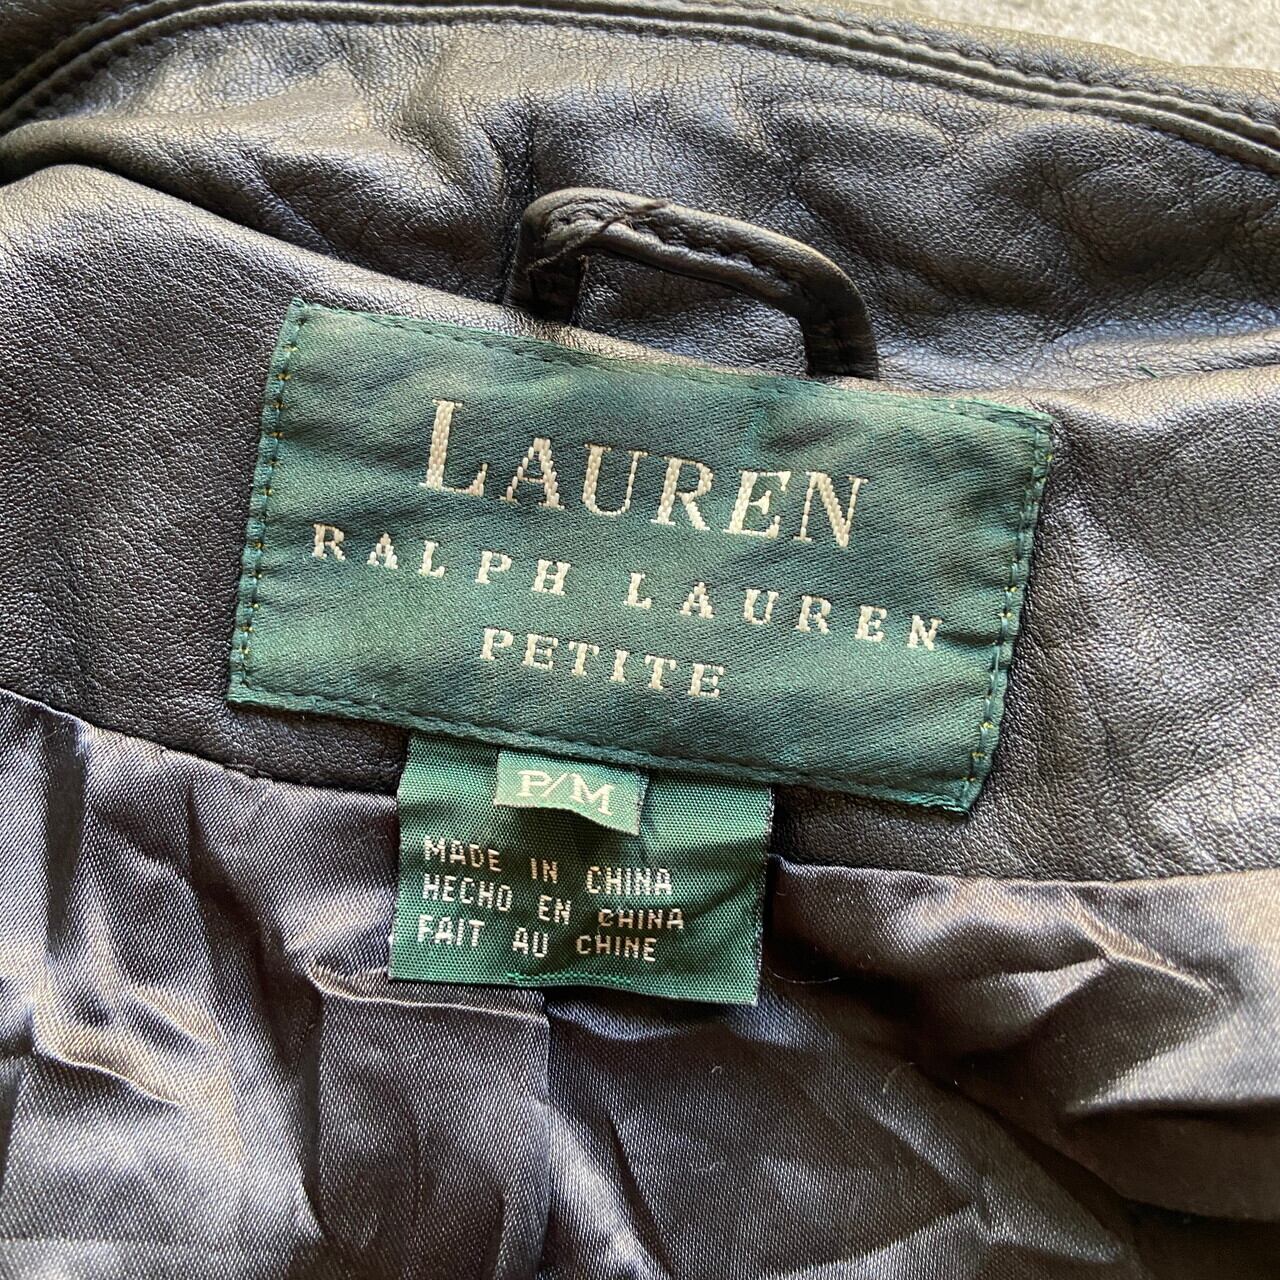 LAUREN
RALPH LAUREN
PETITE
P/M
MADE IN CHINA
HECHO EN CHINA
FAIT AU CHINE